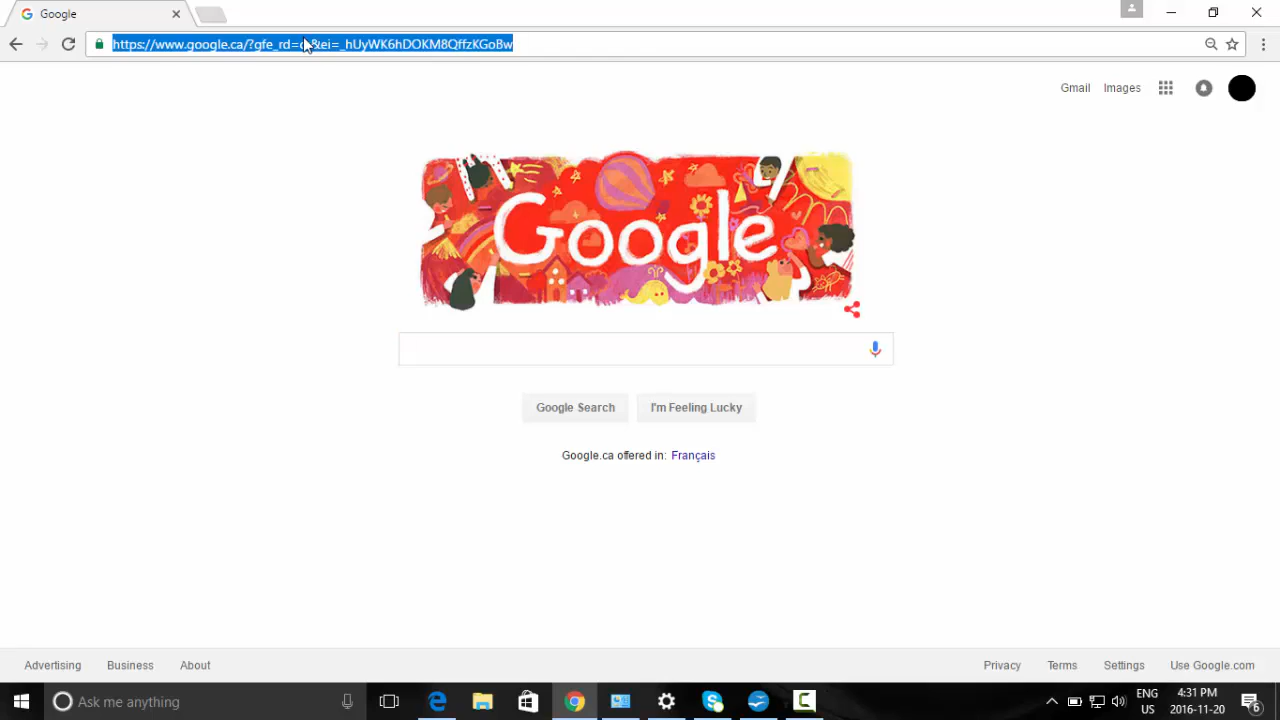 Google
https://www.google.ca/?gfe_rd=cr&ei=_hUyWK6hDOKM8QffzKGoBw
Gmail Images
Google
Google Search I'm Feeling Lucky
Google.ca offered in: Français
Advertising Business About Privacy Terms Settings Use Google.com
Ask me anything
ENG 4:31 PM
US 2016-11-20
6